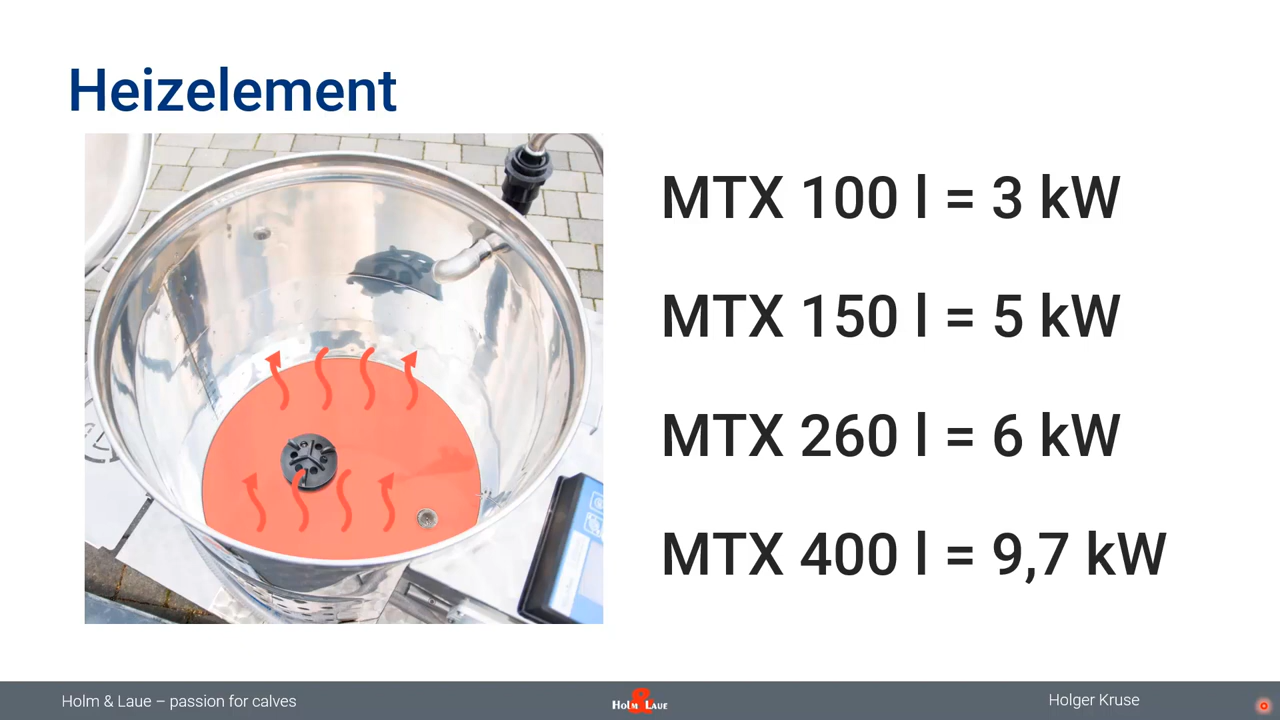 Heizelement
MTX 100 l = 3 kW
MTX 150 l = 5 kW
MTX 260 l = 6 kW
MTX 400 l = 9,7 kW
Holm & Laue – passion for calves
Holm & Laue
Holger Kruse